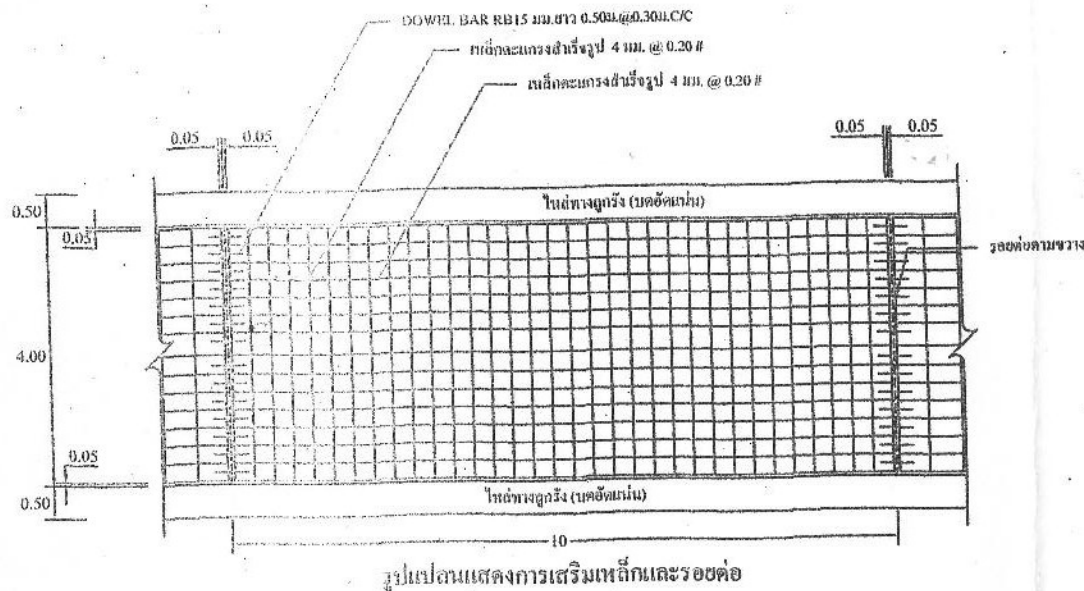 DOWEL BAR RB15 มม.ยาว 0.50ม.@0.30ม.C/C
เหล็กตะแกรงสำเร็จรูป 4 มม. @ 0.20 #
เหล็กตะแกรงสำเร็จรูป 4 มม. @ 0.20 #
0.05 0.05
0.05 0.05
0.50
ไหล่ทางลูกรัง (บดอัดแน่น)
0.05
รอยต่อตามขวาง
4.00
0.05
0.50
ไหล่ทางลูกรัง (บดอัดแน่น)
10
รูปแปลนแสดงการเสริมเหล็กและรอยต่อ